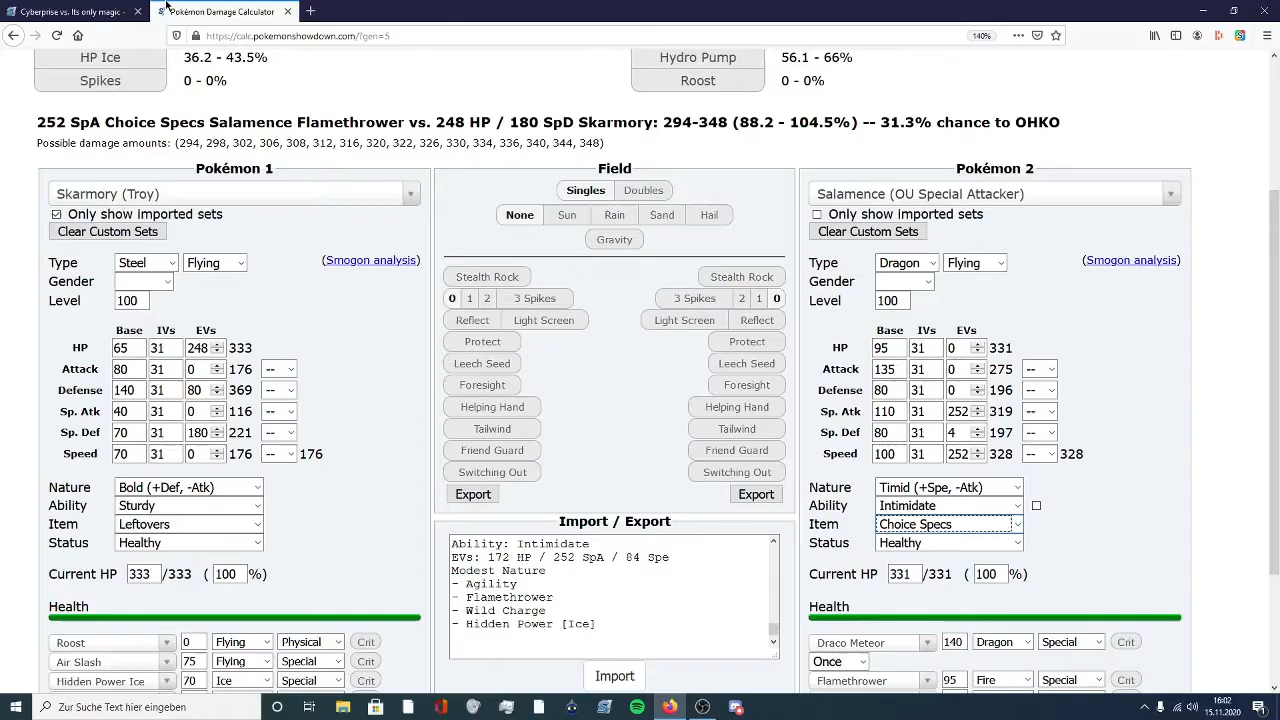 Cyberprise vs. Its only magic -
Pokémon Damage Calculator
https://calc.pokemonshowdown.com/?gen=5
140%
HP Ice 36.2 - 43.5% Hydro Pump 56.1 - 66%
Spikes 0 - 0% Roost 0 - 0%
252 SpA Choice Specs Salamence Flamethrower vs. 248 HP / 180 SpD Skarmory: 294-348 (88.2 - 104.5%) -- 31.3% chance to OHKO
Possible damage amounts: (294, 298, 302, 306, 308, 312, 316, 320, 322, 326, 330, 334, 336, 340, 344, 348)
Pokémon 1
Skarmory (Troy)
Only show imported sets
Clear Custom Sets
Type Steel Flying (Smogon analysis)
Gender
Level 100
Base IVs EVs
HP 65 31 248 333
Attack 80 31 0 176 --
Defense 140 31 80 369 --
Sp. Atk 40 31 0 116 --
Sp. Def 70 31 180 221 --
Speed 70 31 0 176 -- 176
Nature Bold (+Def, -Atk)
Ability Sturdy
Item Leftovers
Status Healthy
Current HP 333 /333 ( 100 %)
Health
Roost 0 Flying Physical Crit
Air Slash 75 Flying Special Crit
Hidden Power Ice 70 Ice Special Crit
Field
Singles Doubles
None Sun Rain Sand Hail
Gravity
Stealth Rock Stealth Rock
0 1 2 3 Spikes 3 Spikes 2 1 0
Reflect Light Screen Light Screen Reflect
Protect Protect
Leech Seed Leech Seed
Foresight Foresight
Helping Hand Helping Hand
Tailwind Tailwind
Friend Guard Friend Guard
Switching Out Switching Out
Export Export
Import / Export
Ability: Intimidate
EVs: 172 HP / 252 SpA / 84 Spe
Modest Nature
- Agility
- Flamethrower
- Wild Charge
- Hidden Power [Ice]
Import
Pokémon 2
Salamence (OU Special Attacker)
Only show imported sets
Clear Custom Sets
Type Dragon Flying (Smogon analysis)
Gender
Level 100
Base IVs EVs
HP 95 31 0 331
Attack 135 31 0 275 --
Defense 80 31 0 196 --
Sp. Atk 110 31 252 319 --
Sp. Def 80 31 4 197 --
Speed 100 31 252 328 -- 328
Nature Timid (+Spe, -Atk)
Ability Intimidate
Item Choice Specs
Status Healthy
Current HP 331 /331 ( 100 %)
Health
Draco Meteor 140 Dragon Special Crit
Once
Flamethrower 95 Fire Special Crit
Zur Suche Text hier eingeben
16:02
15.11.2020